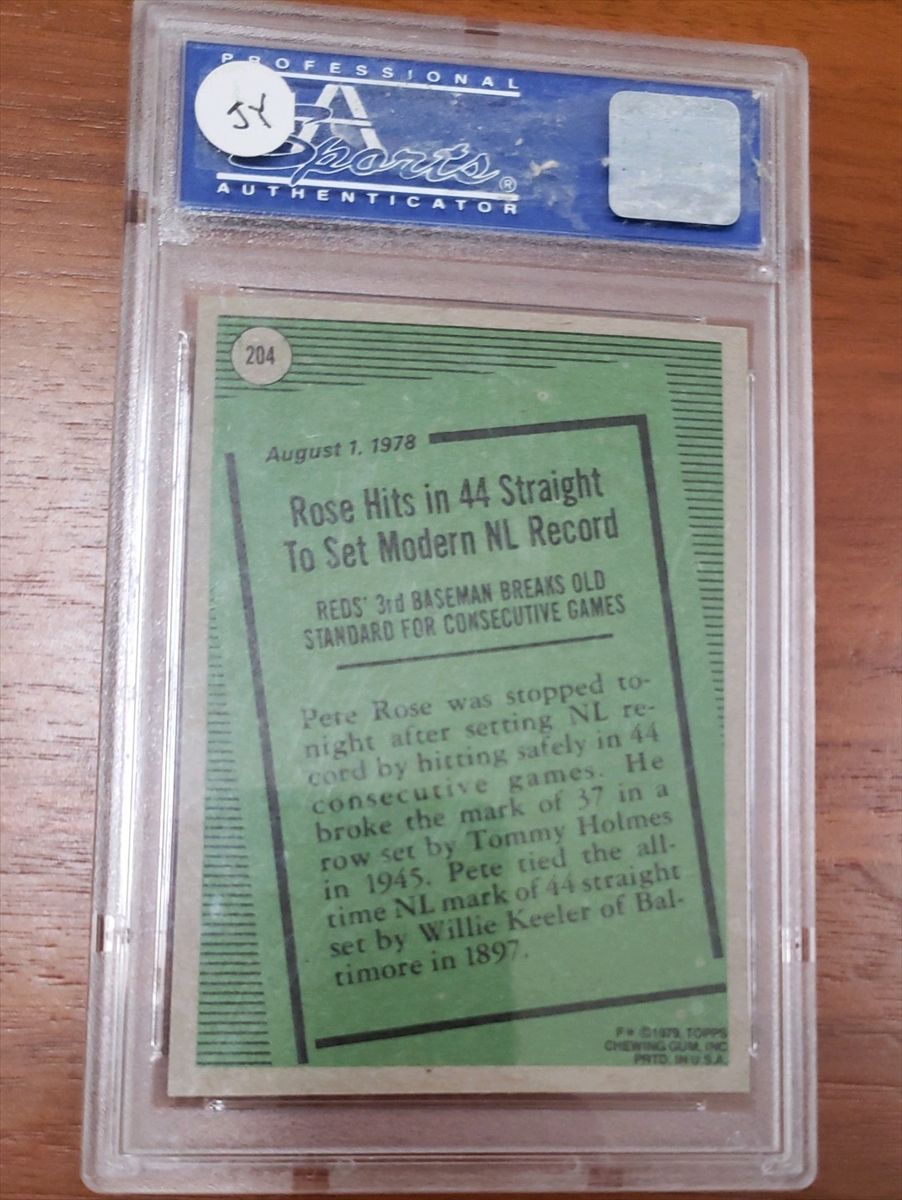 PROFESSIONAL
JY
Sports ®
AUTHENTICATOR
204
August 1, 1978
Rose Hits in 44 Straight
To Set Modern NL Record
REDS' 3rd BASEMAN BREAKS OLD
STANDARD FOR CONSECUTIVE GAMES
Pete Rose was stopped to-
night after setting NL re-
cord by hitting safely in 44
consecutive games. He
broke the mark of 37 in a
row set by Tommy Holmes
in 1945. Pete tied the all-
time NL mark of 44 straight
set by Willie Keeler of Bal-
timore in 1897.
F* ©1979 TOPPS
CHEWING GUM, INC
PRTD. IN U.S.A.